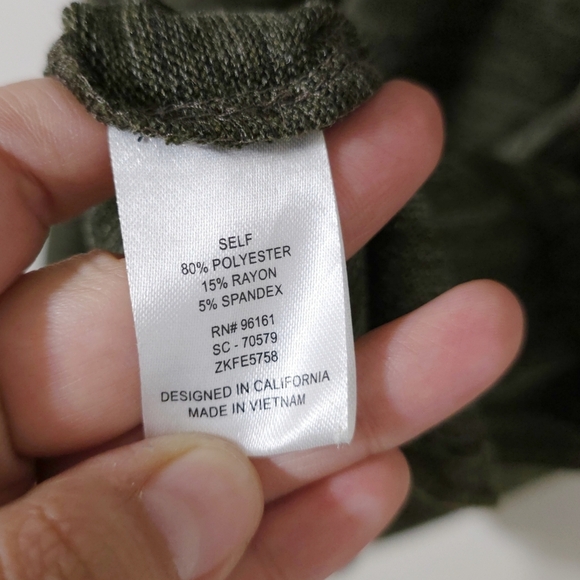 SELF
80% POLYESTER
15% RAYON
5% SPANDEX
RN# 96161
SC - 70579
ZKFE5758
DESIGNED IN CALIFORNIA
MADE IN VIETNAM